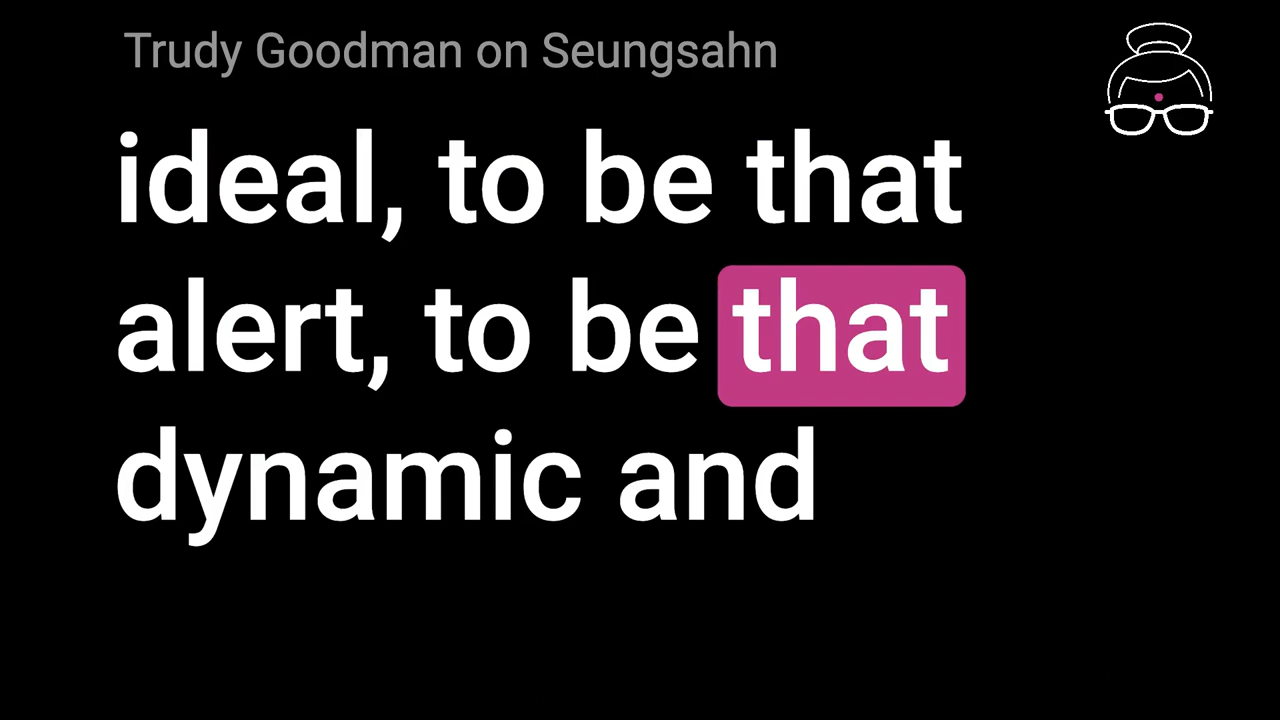 Trudy Goodman on Seungsahn
ideal, to be that
alert, to be that
dynamic and